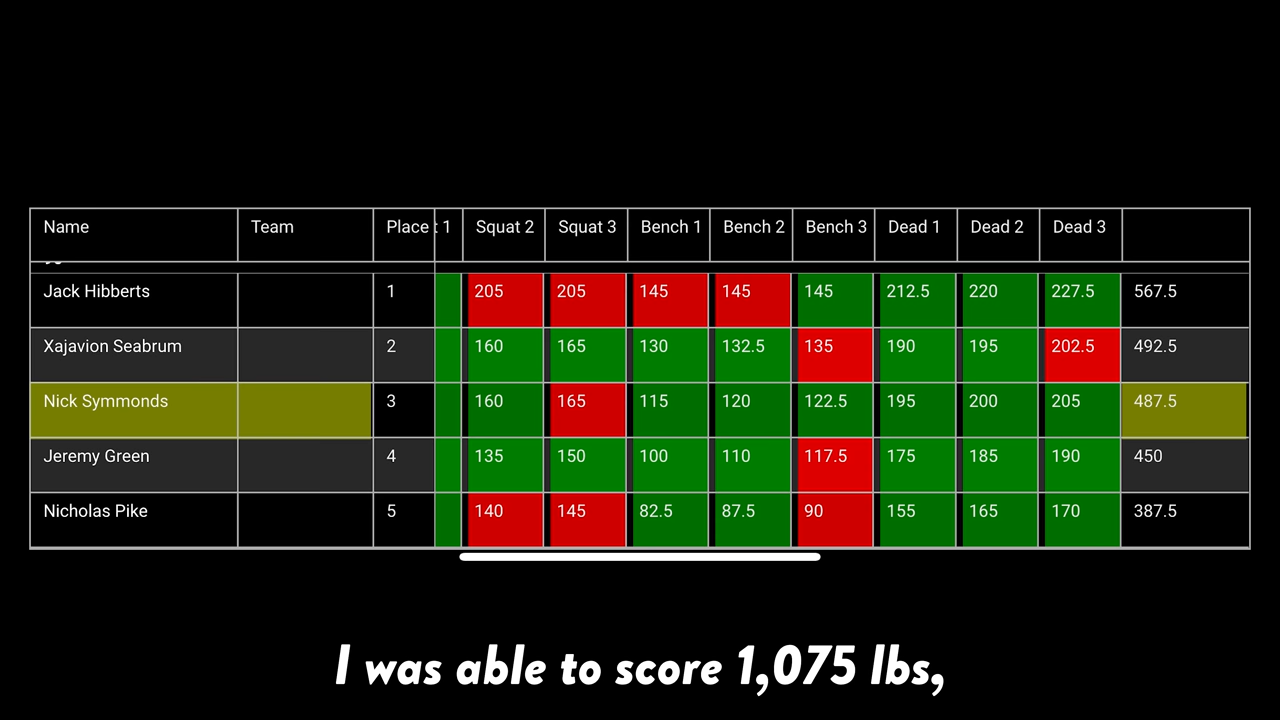 Name Team Place t 1 Squat 2 Squat 3 Bench 1 Bench 2 Bench 3 Dead 1 Dead 2 Dead 3
Jack Hibberts 1 205 205 145 145 145 212.5 220 227.5 567.5
Xajavion Seabrum 2 160 165 130 132.5 135 190 195 202.5 492.5
Nick Symmonds 3 160 165 115 120 122.5 195 200 205 487.5
Jeremy Green 4 135 150 100 110 117.5 175 185 190 450
Nicholas Pike 5 140 145 82.5 87.5 90 155 165 170 387.5
I was able to score 1,075 lbs,